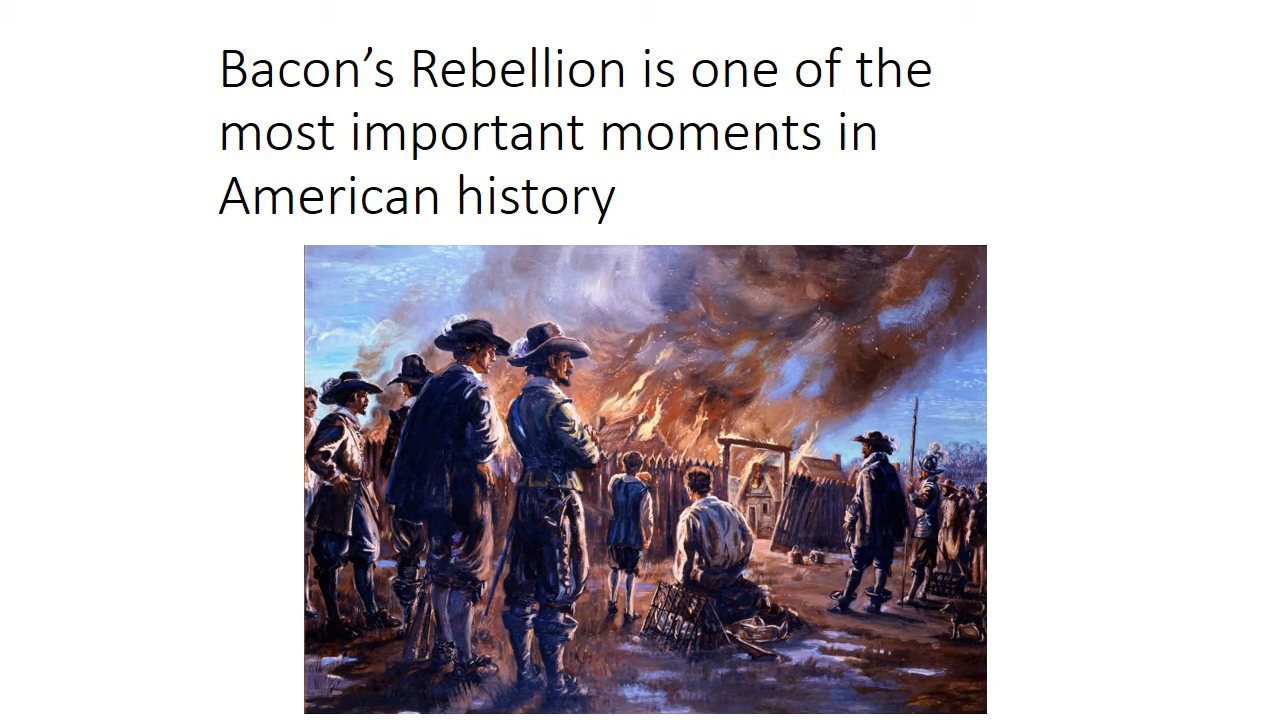 Bacon’s Rebellion is one of the
most important moments in
American history